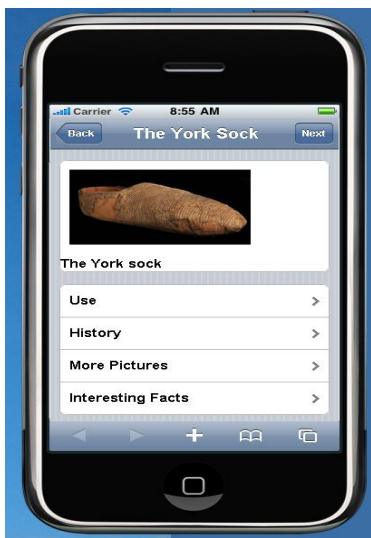 Carrier 8:55 AM
Back The York Sock Next
The York sock
Use
History
More Pictures
Interesting Facts